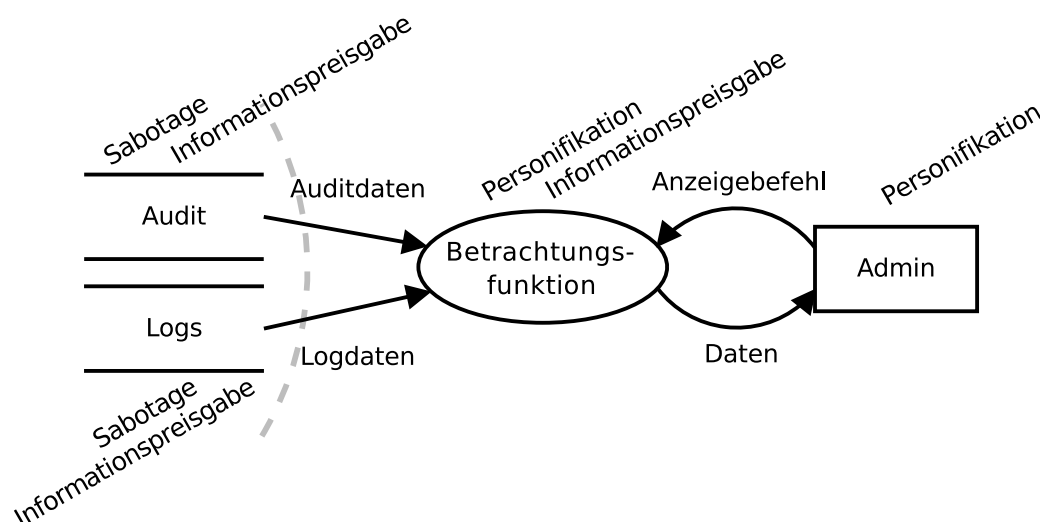 Sabotage
Informationspreisgabe
Personifikation
Informationspreisgabe
Personifikation
Auditdaten
Anzeigebefehl
Audit
Betrachtungs-
funktion
Admin
Logs
Logdaten
Daten
Sabotage
Informationspreisgabe